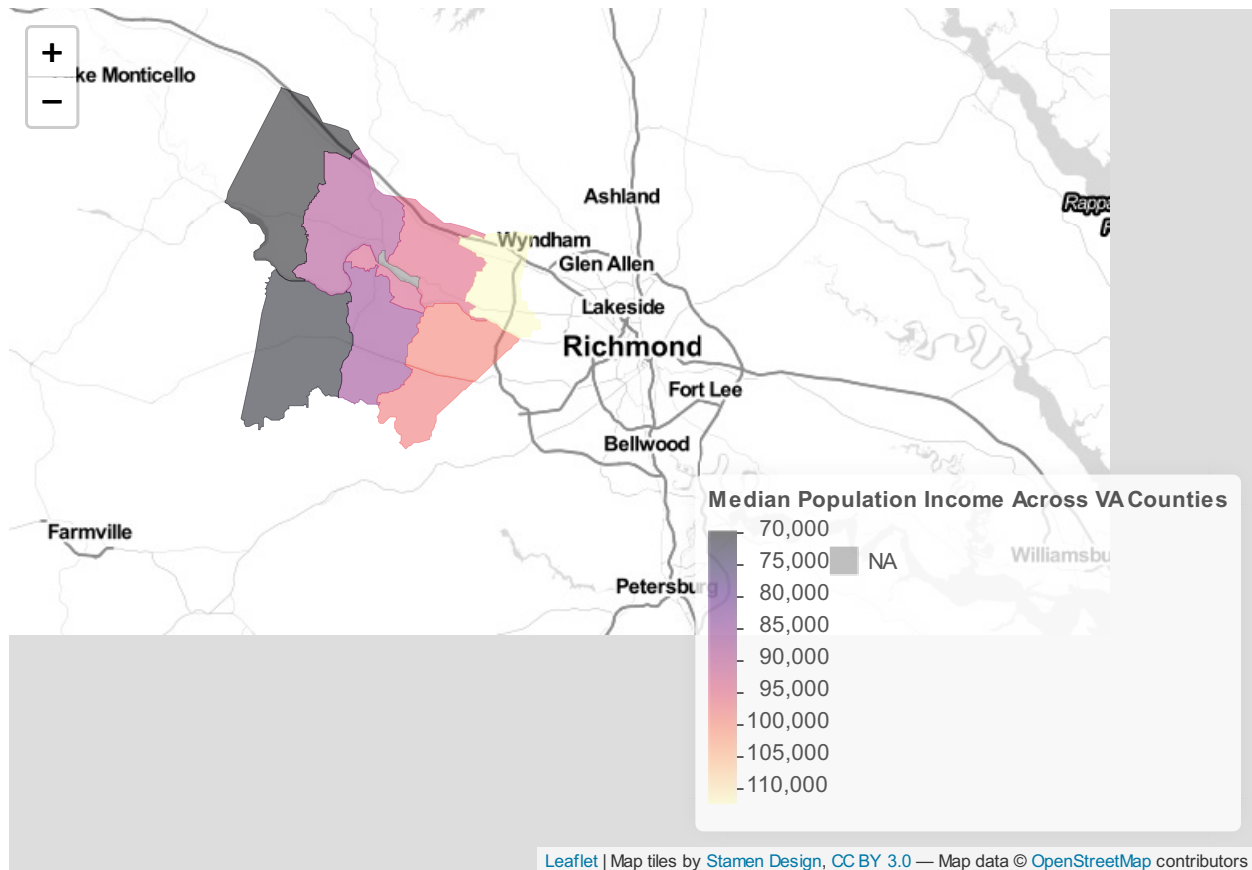 +
−
ke Monticello
Ashland
Rappa
Wyndham
Glen Allen
Lakeside
Richmond
Fort Lee
Bellwood
Median Population Income Across VA Counties
70,000
75,000
NA
80,000
85,000
90,000
95,000
100,000
105,000
110,000
Farmville
Williamsbu
Petersburg
Leaflet | Map tiles by Stamen Design, CC BY 3.0 — Map data © OpenStreetMap contributors